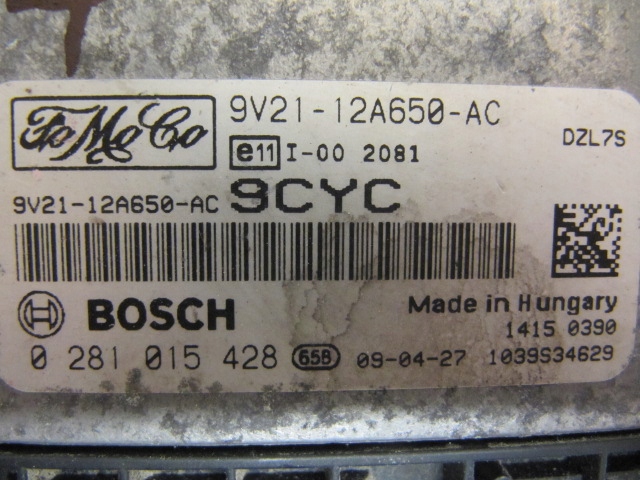 FoMoCo 9V21-12A650-AC
DZL7S
e11 I-00 2081
9V21-12A650-AC 9CYC
BOSCH Made in Hungary
1415 0390
0 281 015 428 65B 09-04-27 1039S34629